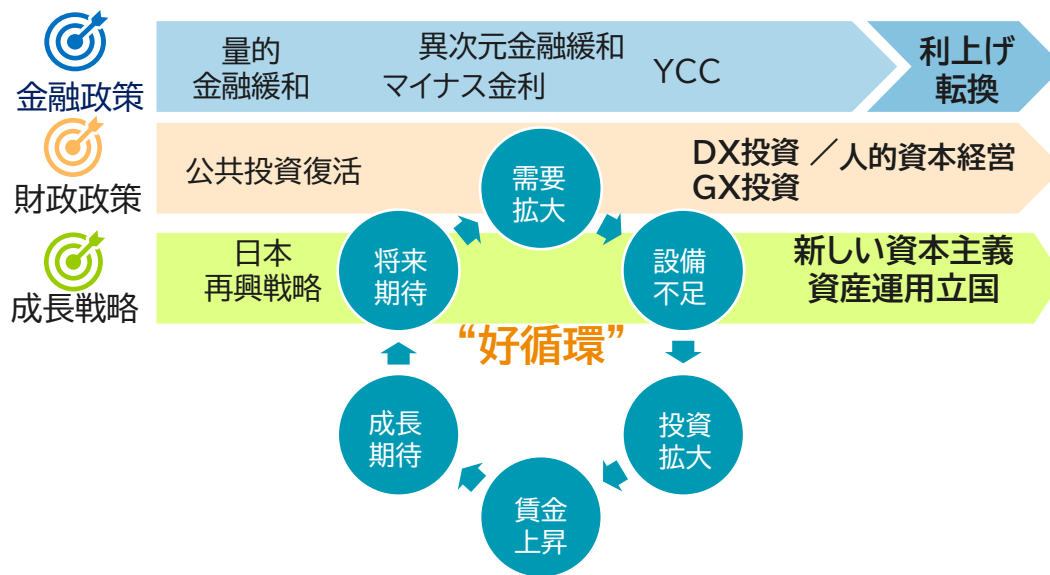 金融政策
量的
金融緩和
異次元金融緩和
マイナス金利
YCC
利上げ
転換
財政政策
公共投資復活
DX投資 ／人的資本経営
GX投資
成長戦略
日本
再興戦略
新しい資本主義
資産運用立国
需要
拡大
設備
不足
投資
拡大
賃金
上昇
成長
期待
将来
期待
“好循環”